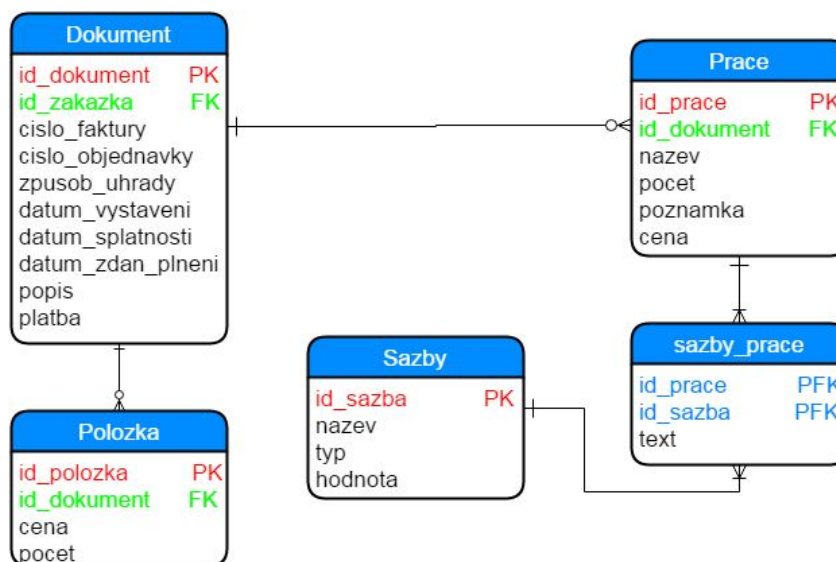 Dokument
id_dokument PK
id_zakazka FK
cislo_faktury
cislo_objednavky
zpusob_uhrady
datum_vystaveni
datum_splatnosti
datum_zdan_plneni
popis
platba
Prace
id_prace PK
id_dokument FK
nazev
pocet
poznamka
cena
Sazby
id_sazba PK
nazev
typ
hodnota
sazby_prace
id_prace PFK
id_sazba PFK
text
Polozka
id_polozka PK
id_dokument FK
cena
pocet